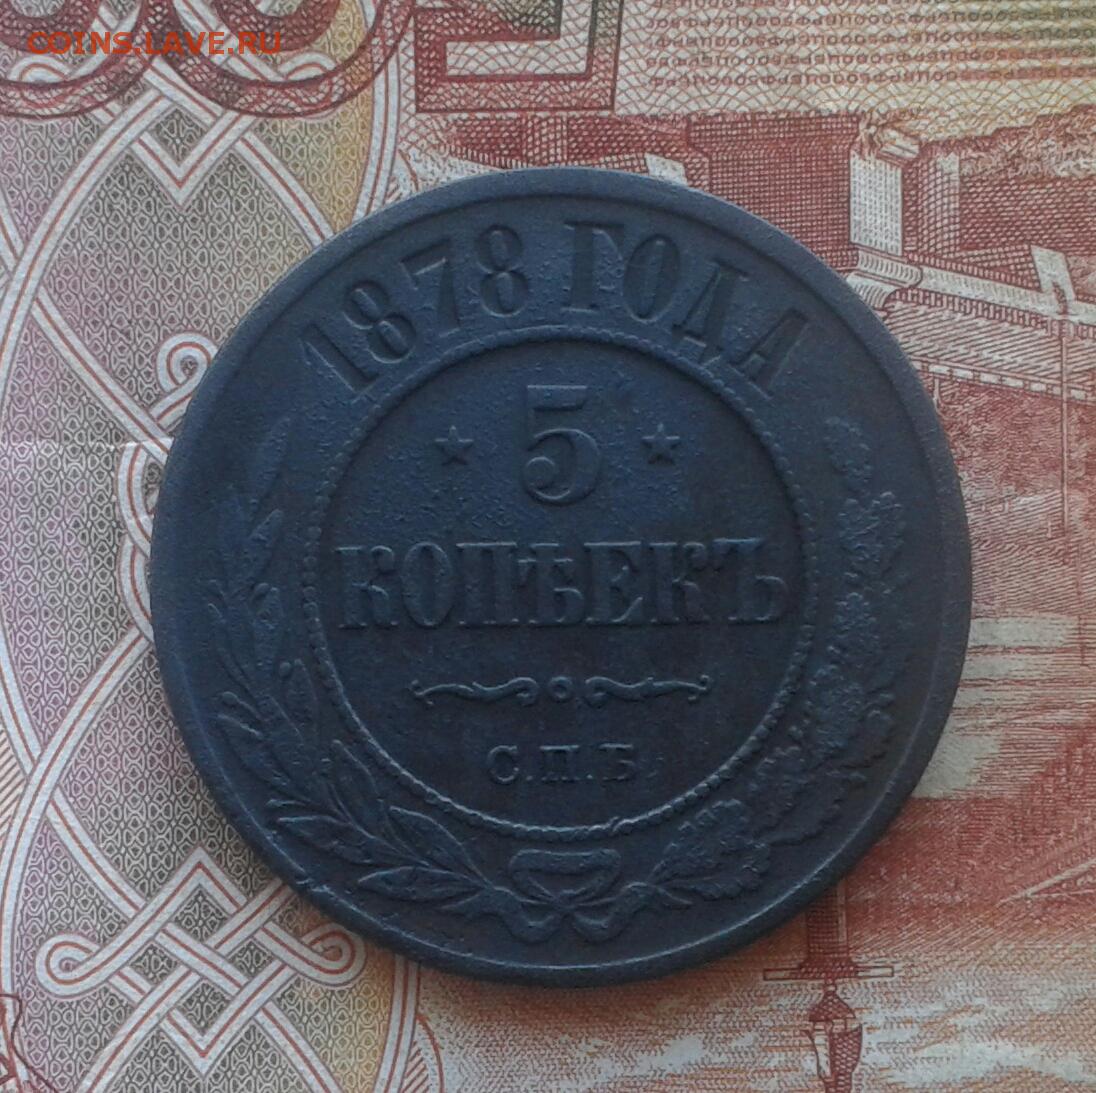 COINS.LAVE.RU
1878 ГОДА
5
КОПѢЕКЪ
С.П.Б.